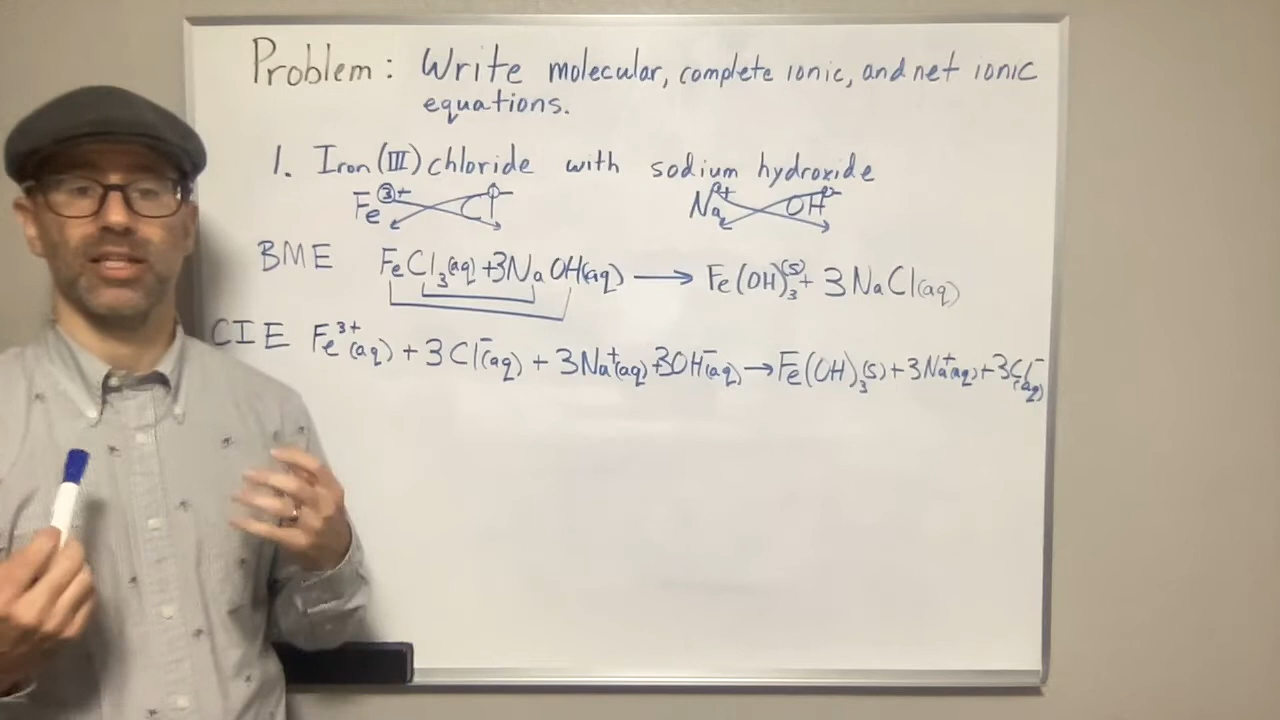 Problem: Write molecular, complete ionic, and net ionic
equations.
1. Iron (III) chloride with sodium hydroxide
Fe³⁺ Cl¹⁻ Na¹⁺ OH¹⁻
BME FeCl₃(aq) + 3NaOH(aq) → Fe(OH)₃(s) + 3NaCl(aq)
CIE Fe³⁺(aq) + 3Cl⁻(aq) + 3Na⁺(aq) + 3OH⁻(aq) → Fe(OH)₃(s) + 3Na⁺(aq) + 3Cl⁻(aq)